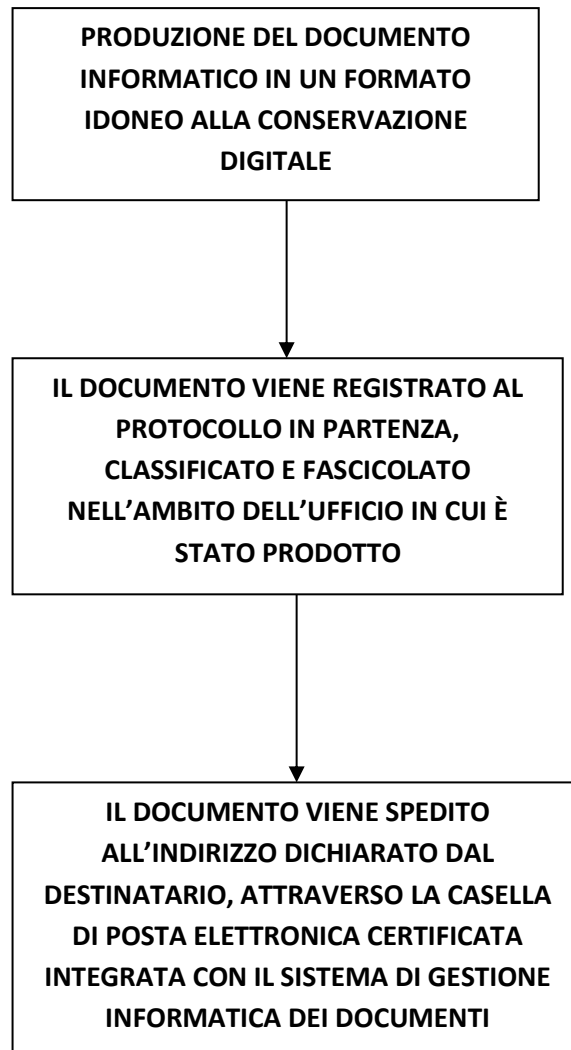 PRODUZIONE DEL DOCUMENTO
INFORMATICO IN UN FORMATO
IDONEO ALLA CONSERVAZIONE
DIGITALE
IL DOCUMENTO VIENE REGISTRATO AL
PROTOCOLLO IN PARTENZA,
CLASSIFICATO E FASCICOLATO
NELL’AMBITO DELL’UFFICIO IN CUI È
STATO PRODOTTO
IL DOCUMENTO VIENE SPEDITO
ALL’INDIRIZZO DICHIARATO DAL
DESTINATARIO, ATTRAVERSO LA CASELLA
DI POSTA ELETTRONICA CERTIFICATA
INTEGRATA CON IL SISTEMA DI GESTIONE
INFORMATICA DEI DOCUMENTI